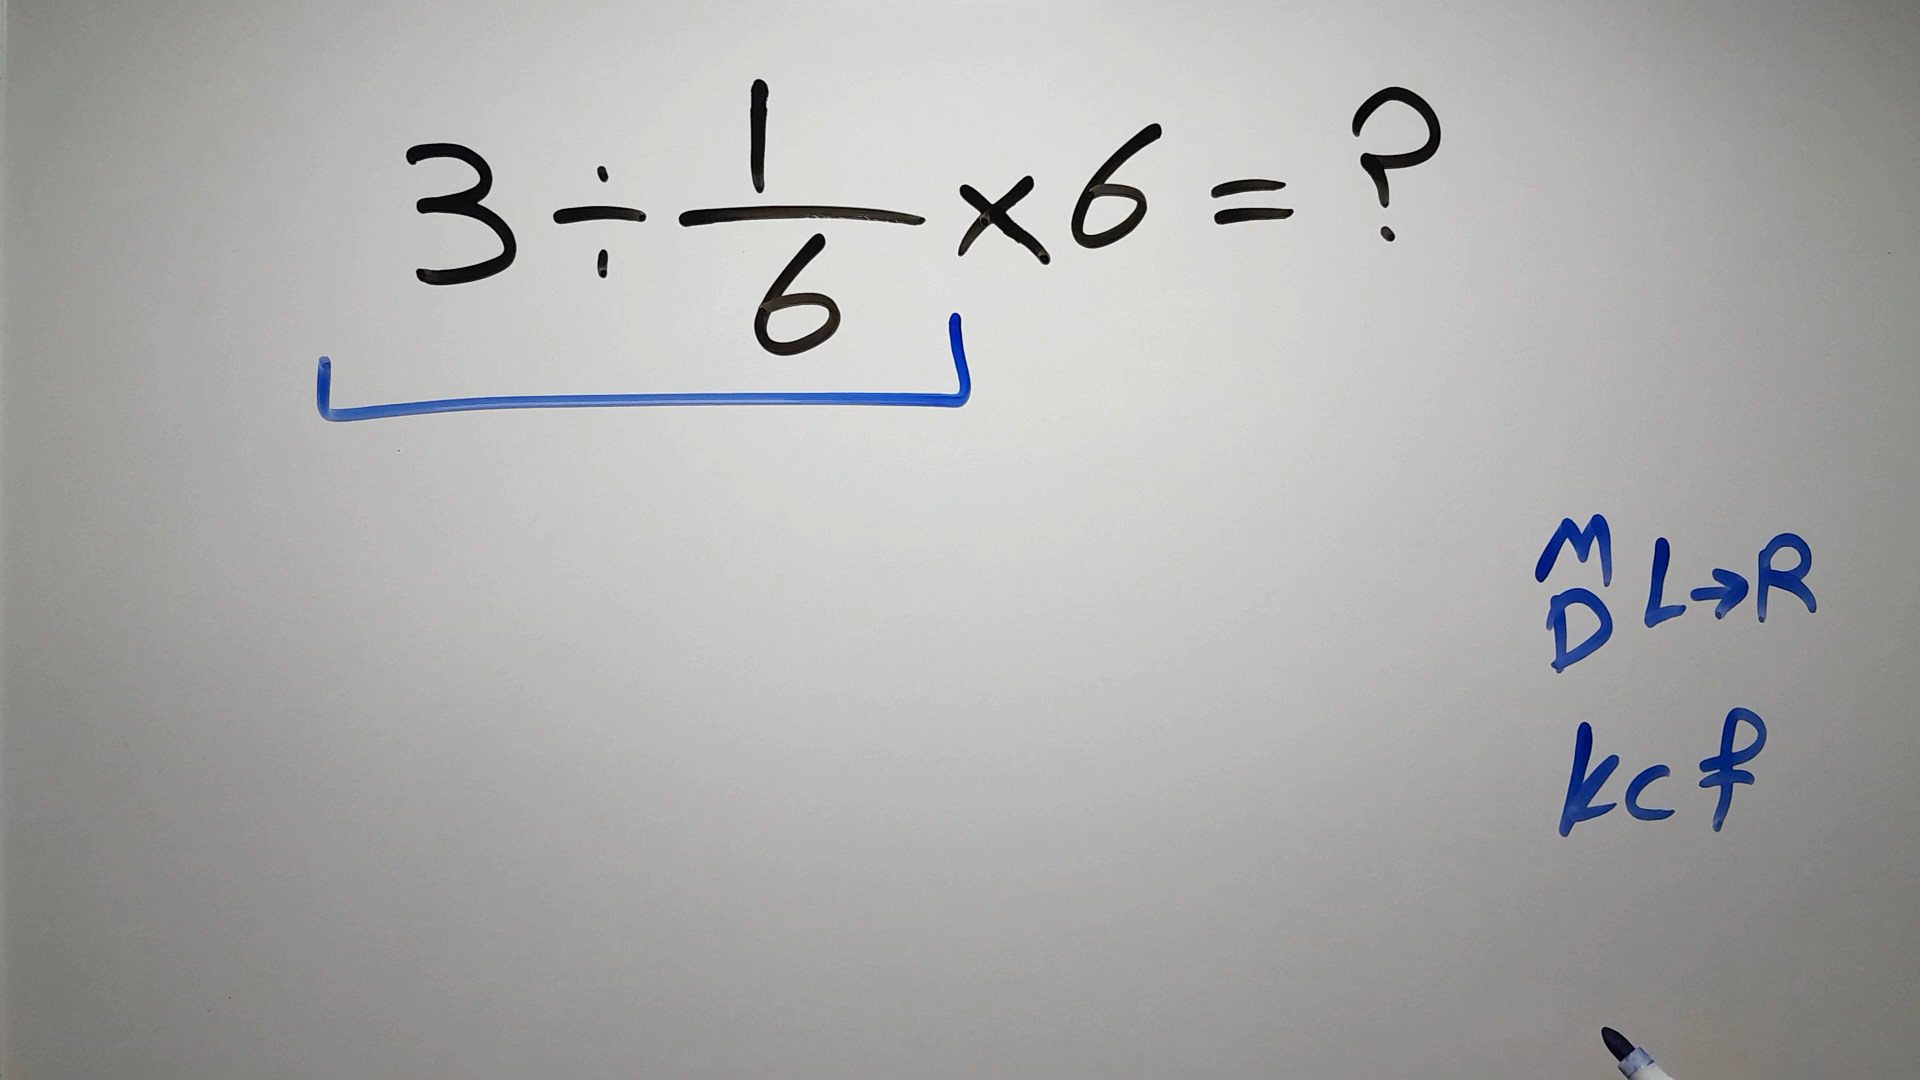 3 ÷ 1/6 × 6 = ?
M
D L→R
kcf